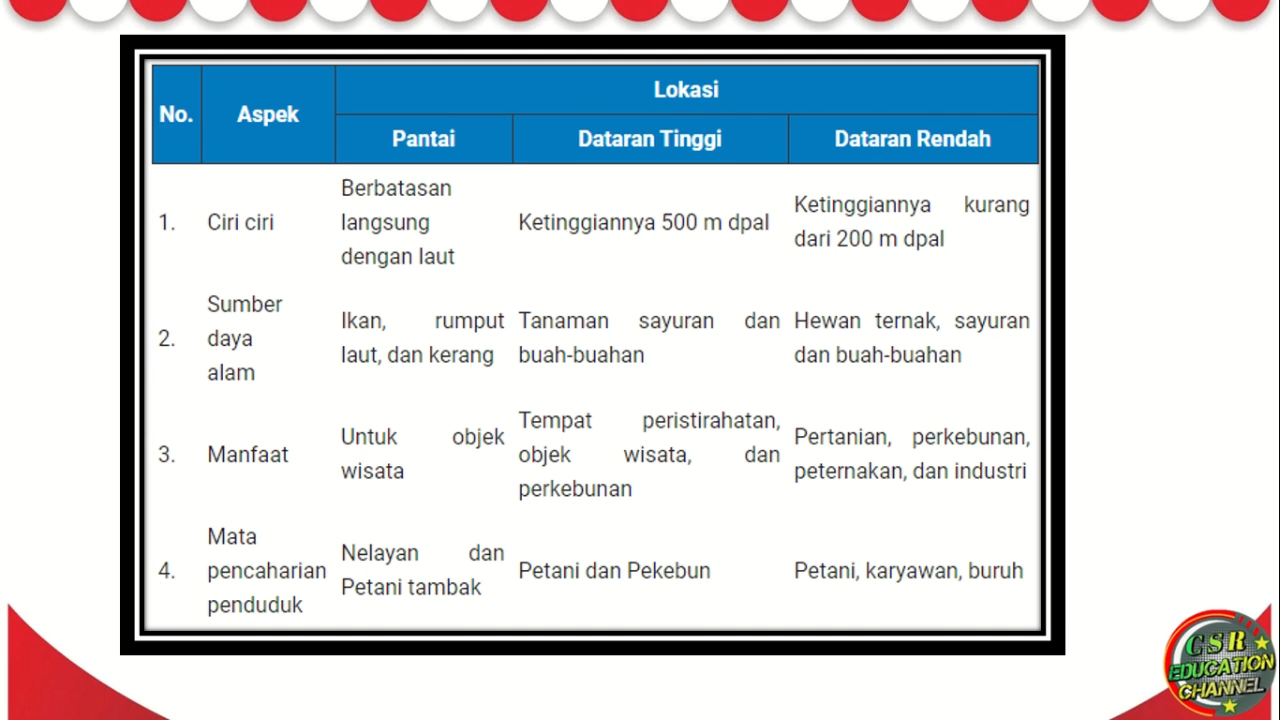 No. Aspek Lokasi
Pantai Dataran Tinggi Dataran Rendah
1. Ciri ciri
Berbatasan
langsung
dengan laut
Ketinggiannya 500 m dpal
Ketinggiannya kurang
dari 200 m dpal
2. Sumber
daya
alam
Ikan, rumput
laut, dan kerang
Tanaman sayuran dan
buah-buahan
Hewan ternak, sayuran
dan buah-buahan
3. Manfaat
Untuk objek
wisata
Tempat peristirahatan,
objek wisata, dan
perkebunan
Pertanian, perkebunan,
peternakan, dan industri
4. Mata
pencaharian
penduduk
Nelayan dan
Petani tambak
Petani dan Pekebun
Petani, karyawan, buruh
CSR
EDUCATION
CHANNEL